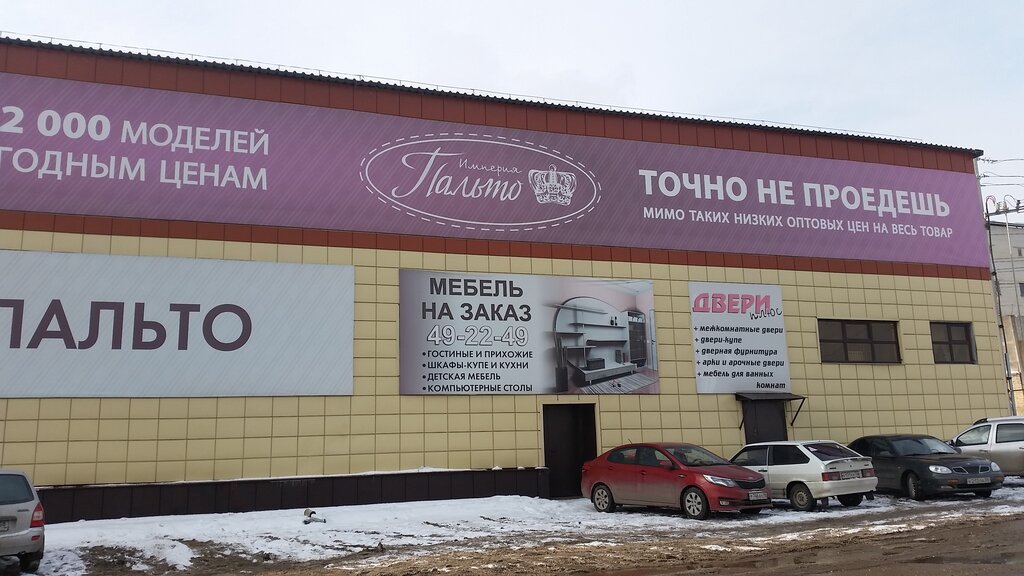 2 000 МОДЕЛЕЙ
ГОДНЫМ ЦЕНАМ
Империя
Пальто
ТОЧНО НЕ ПРОЕДЕШЬ
МИМО ТАКИХ НИЗКИХ ОПТОВЫХ ЦЕН НА ВЕСЬ ТОВАР
ПАЛЬТО
МЕБЕЛЬ
НА ЗАКАЗ
49-22-49
• ГОСТИНЫЕ И ПРИХОЖИЕ
• ШКАФЫ-КУПЕ И КУХНИ
• ДЕТСКАЯ МЕБЕЛЬ
• КОМПЬЮТЕРНЫЕ СТОЛЫ
ДВЕРИ
плюс
+ межкомнатные двери
+ двери-купе
+ дверная фурнитура
+ арки и арочные двери
+ мебель для ванных
комнат